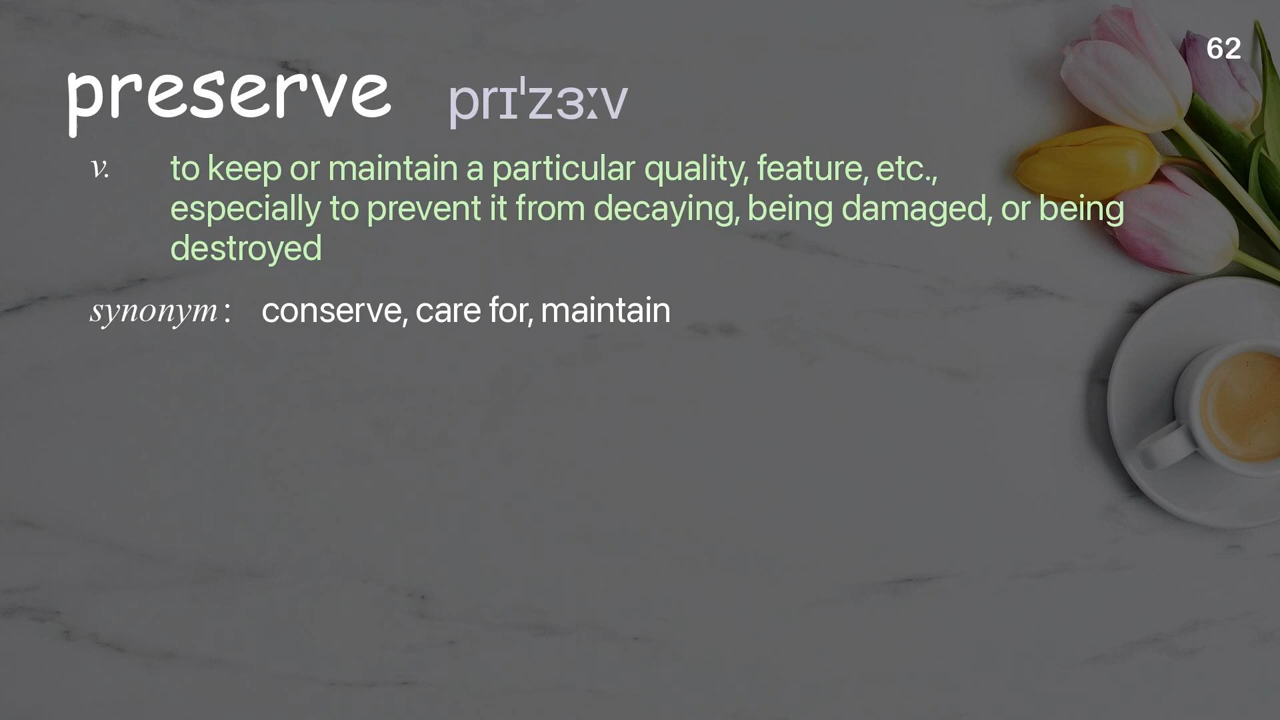 62
preserve prɪˈzɜːv
v. to keep or maintain a particular quality, feature, etc.,
especially to prevent it from decaying, being damaged, or being
destroyed
synonym: conserve, care for, maintain